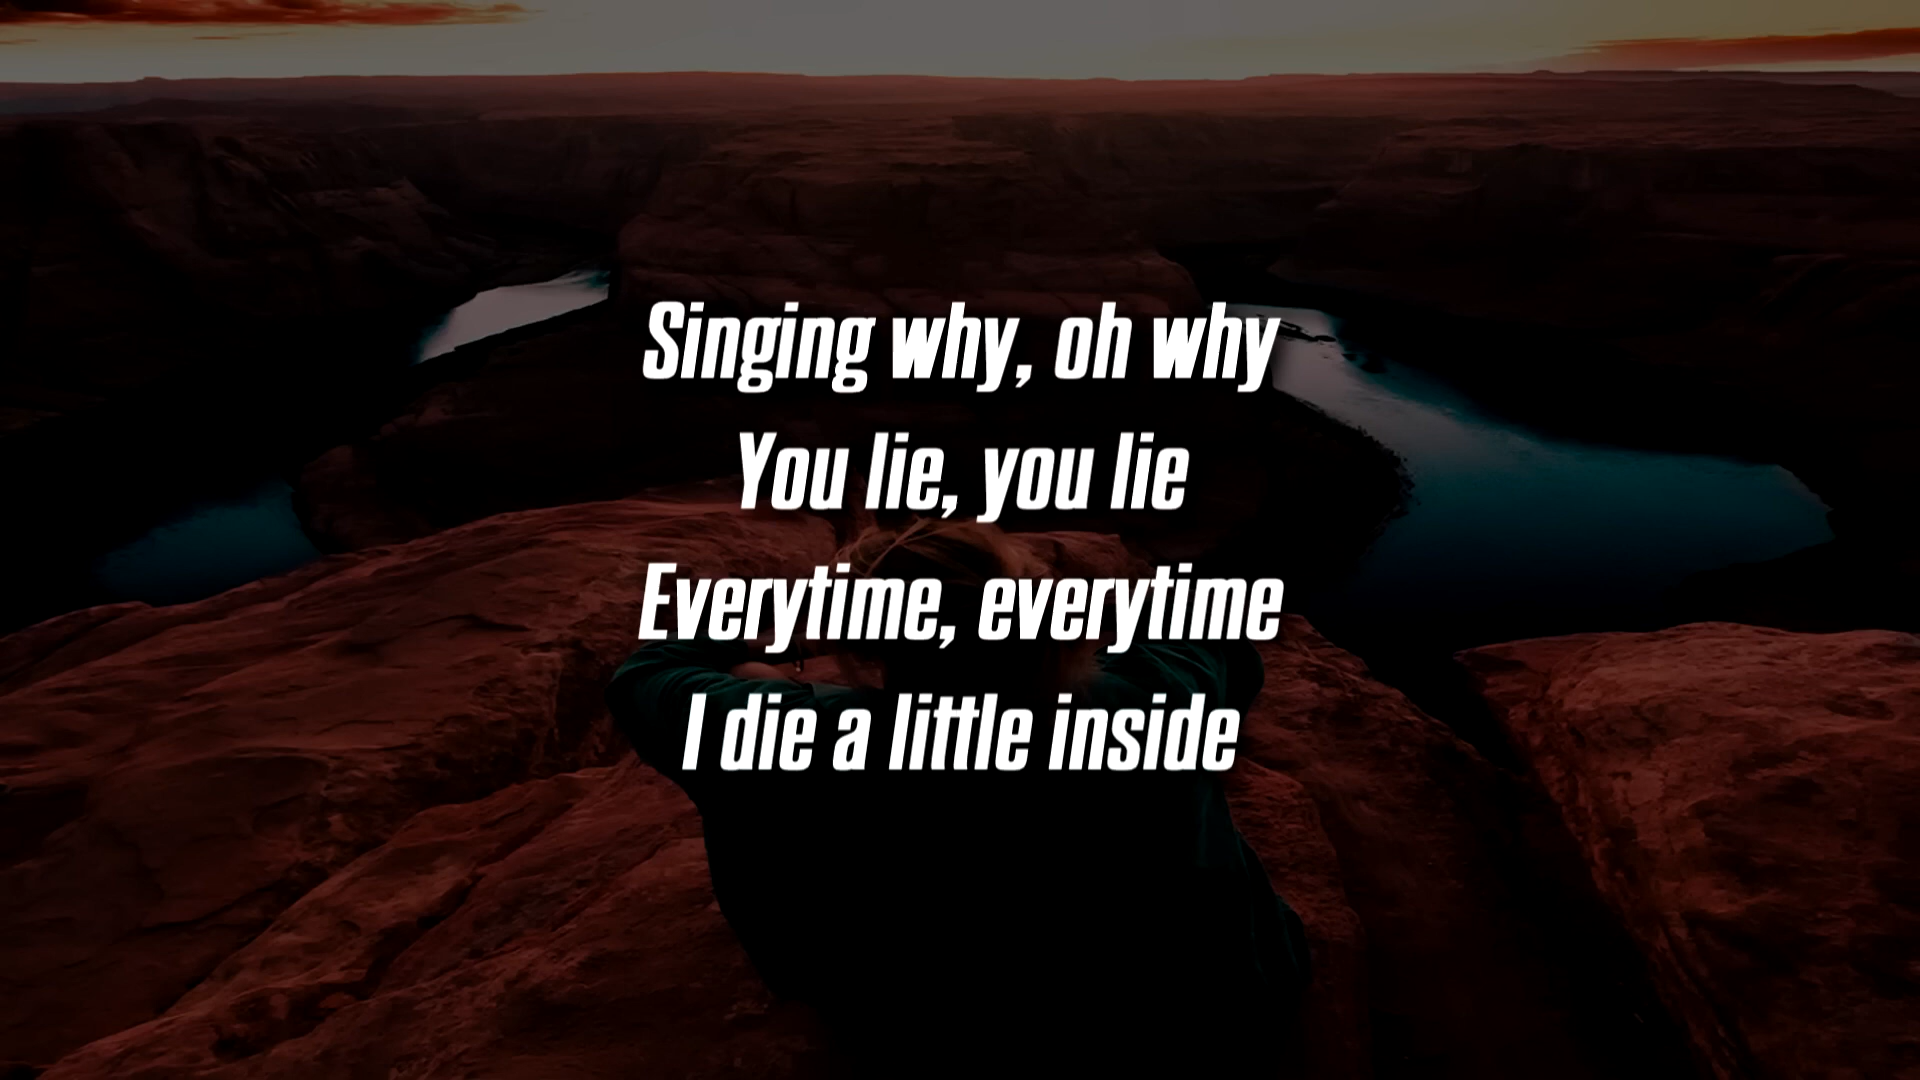 Singing why, oh why
You lie, you lie
Everytime, everytime
I die a little inside